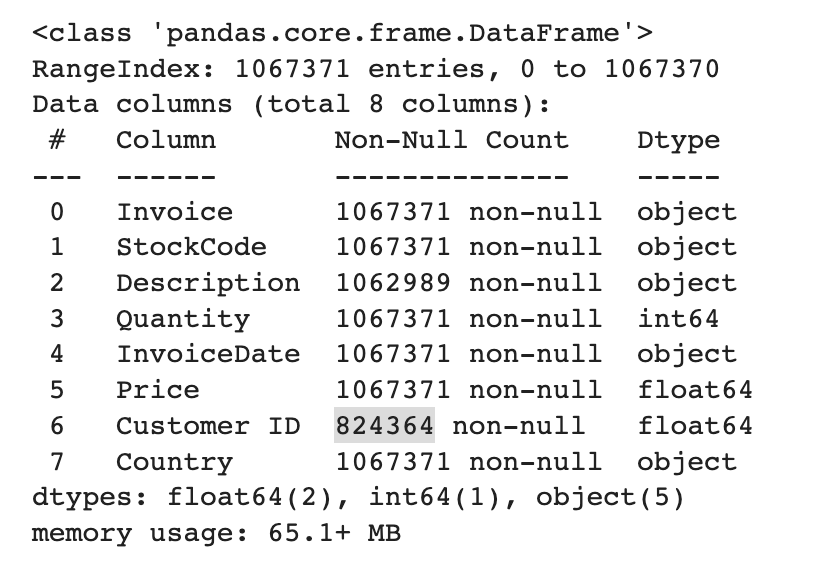 <class 'pandas.core.frame.DataFrame'>
RangeIndex: 1067371 entries, 0 to 1067370
Data columns (total 8 columns):
 #   Column       Non-Null Count    Dtype
---  ------       --------------    -----
 0   Invoice      1067371 non-null  object
 1   StockCode    1067371 non-null  object
 2   Description  1062989 non-null  object
 3   Quantity     1067371 non-null  int64
 4   InvoiceDate  1067371 non-null  object
 5   Price        1067371 non-null  float64
 6   Customer ID  824364 non-null   float64
 7   Country      1067371 non-null  object
dtypes: float64(2), int64(1), object(5)
memory usage: 65.1+ MB